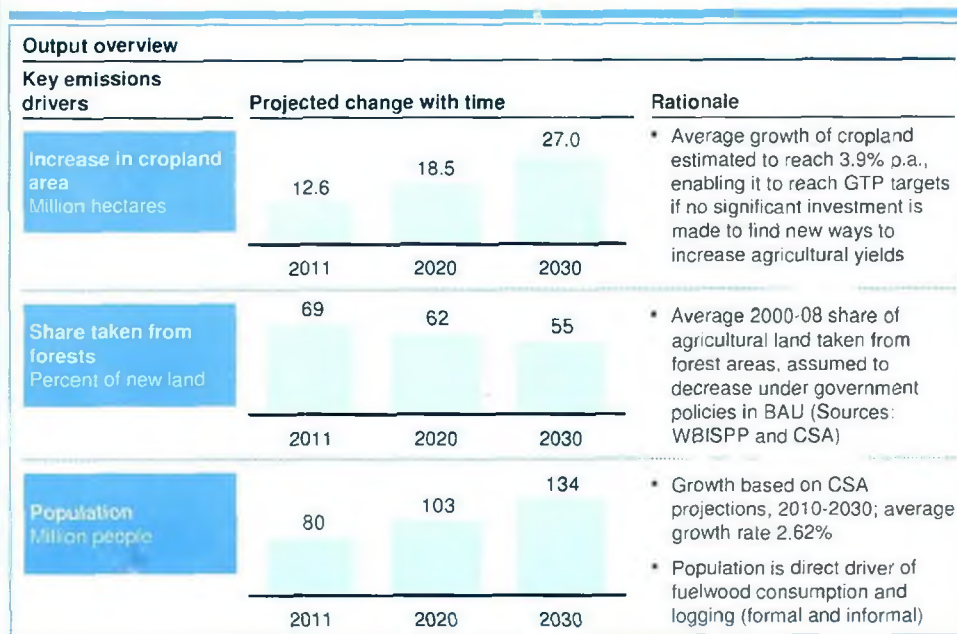 Output overview
Key emissions
drivers
Projected change with time
Rationale
Increase in cropland
area
Million hectares
12.6
18.5
27.0
2011
2020
2030
• Average growth of cropland
estimated to reach 3.9% p.a.,
enabling it to reach GTP targets
if no significant investment is
made to find new ways to
increase agricultural yields
Share taken from
forests
Percent of new land
69
62
55
2011
2020
2030
• Average 2000-08 share of
agricultural land taken from
forest areas, assumed to
decrease under government
policies in BAU (Sources:
WBISPP and CSA)
Population
Million people
80
103
134
2011
2020
2030
• Growth based on CSA
projections, 2010-2030; average
growth rate 2.62%
• Population is direct driver of
fuelwood consumption and
logging (formal and informal)